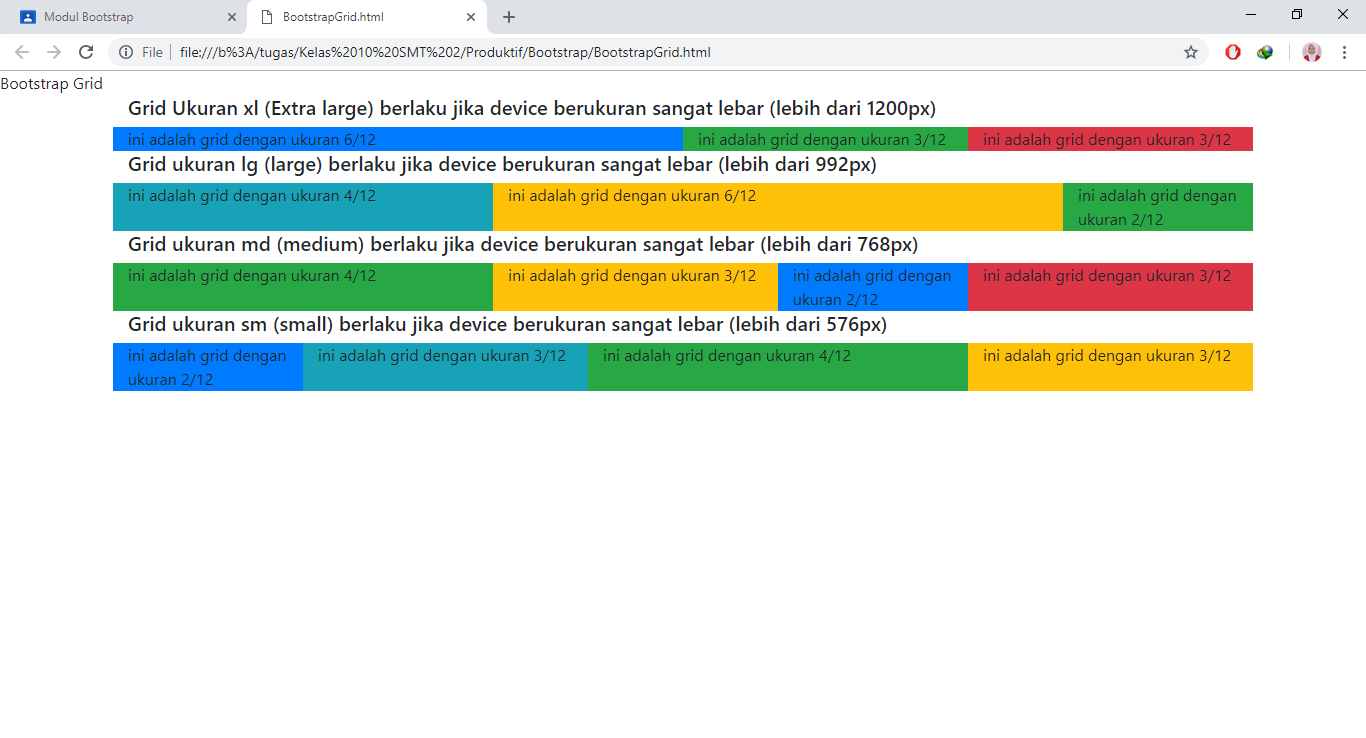 Modul Bootstrap
BootstrapGrid.html
File
file:///b%3A/tugas/Kelas%2010%20SMT%202/Produktif/Bootstrap/BootstrapGrid.html
Bootstrap Grid
Grid Ukuran xl (Extra large) berlaku jika device berukuran sangat lebar (lebih dari 1200px)
ini adalah grid dengan ukuran 6/12
ini adalah grid dengan ukuran 3/12
ini adalah grid dengan ukuran 3/12
Grid ukuran lg (large) berlaku jika device berukuran sangat lebar (lebih dari 992px)
ini adalah grid dengan ukuran 4/12
ini adalah grid dengan ukuran 6/12
ini adalah grid dengan
ukuran 2/12
Grid ukuran md (medium) berlaku jika device berukuran sangat lebar (lebih dari 768px)
ini adalah grid dengan ukuran 4/12
ini adalah grid dengan ukuran 3/12
ini adalah grid dengan
ukuran 2/12
ini adalah grid dengan ukuran 3/12
Grid ukuran sm (small) berlaku jika device berukuran sangat lebar (lebih dari 576px)
ini adalah grid dengan
ukuran 2/12
ini adalah grid dengan ukuran 3/12
ini adalah grid dengan ukuran 4/12
ini adalah grid dengan ukuran 3/12